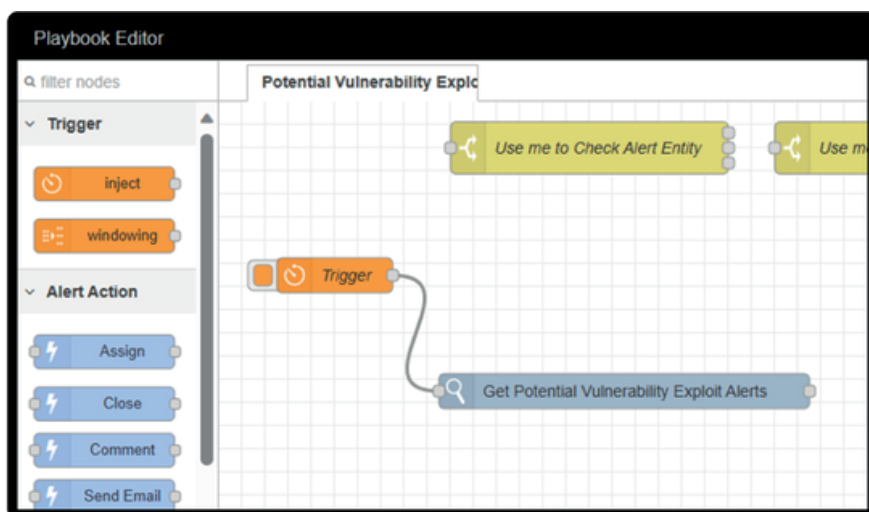 Playbook Editor
filter nodes
Potential Vulnerability Explo
Trigger
Use me to Check Alert Entity
Use m
inject
windowing
Trigger
Alert Action
Assign
Close
Get Potential Vulnerability Exploit Alerts
Comment
Send Email